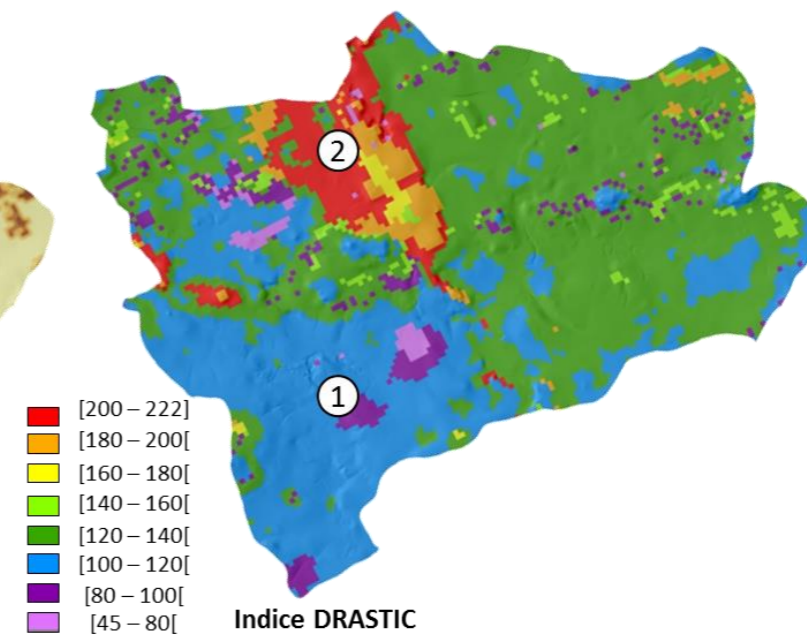 2
1
[200 – 222]
[180 – 200[
[160 – 180[
[140 – 160[
[120 – 140[
[100 – 120[
[80 – 100[
[45 – 80[
Indice DRASTIC